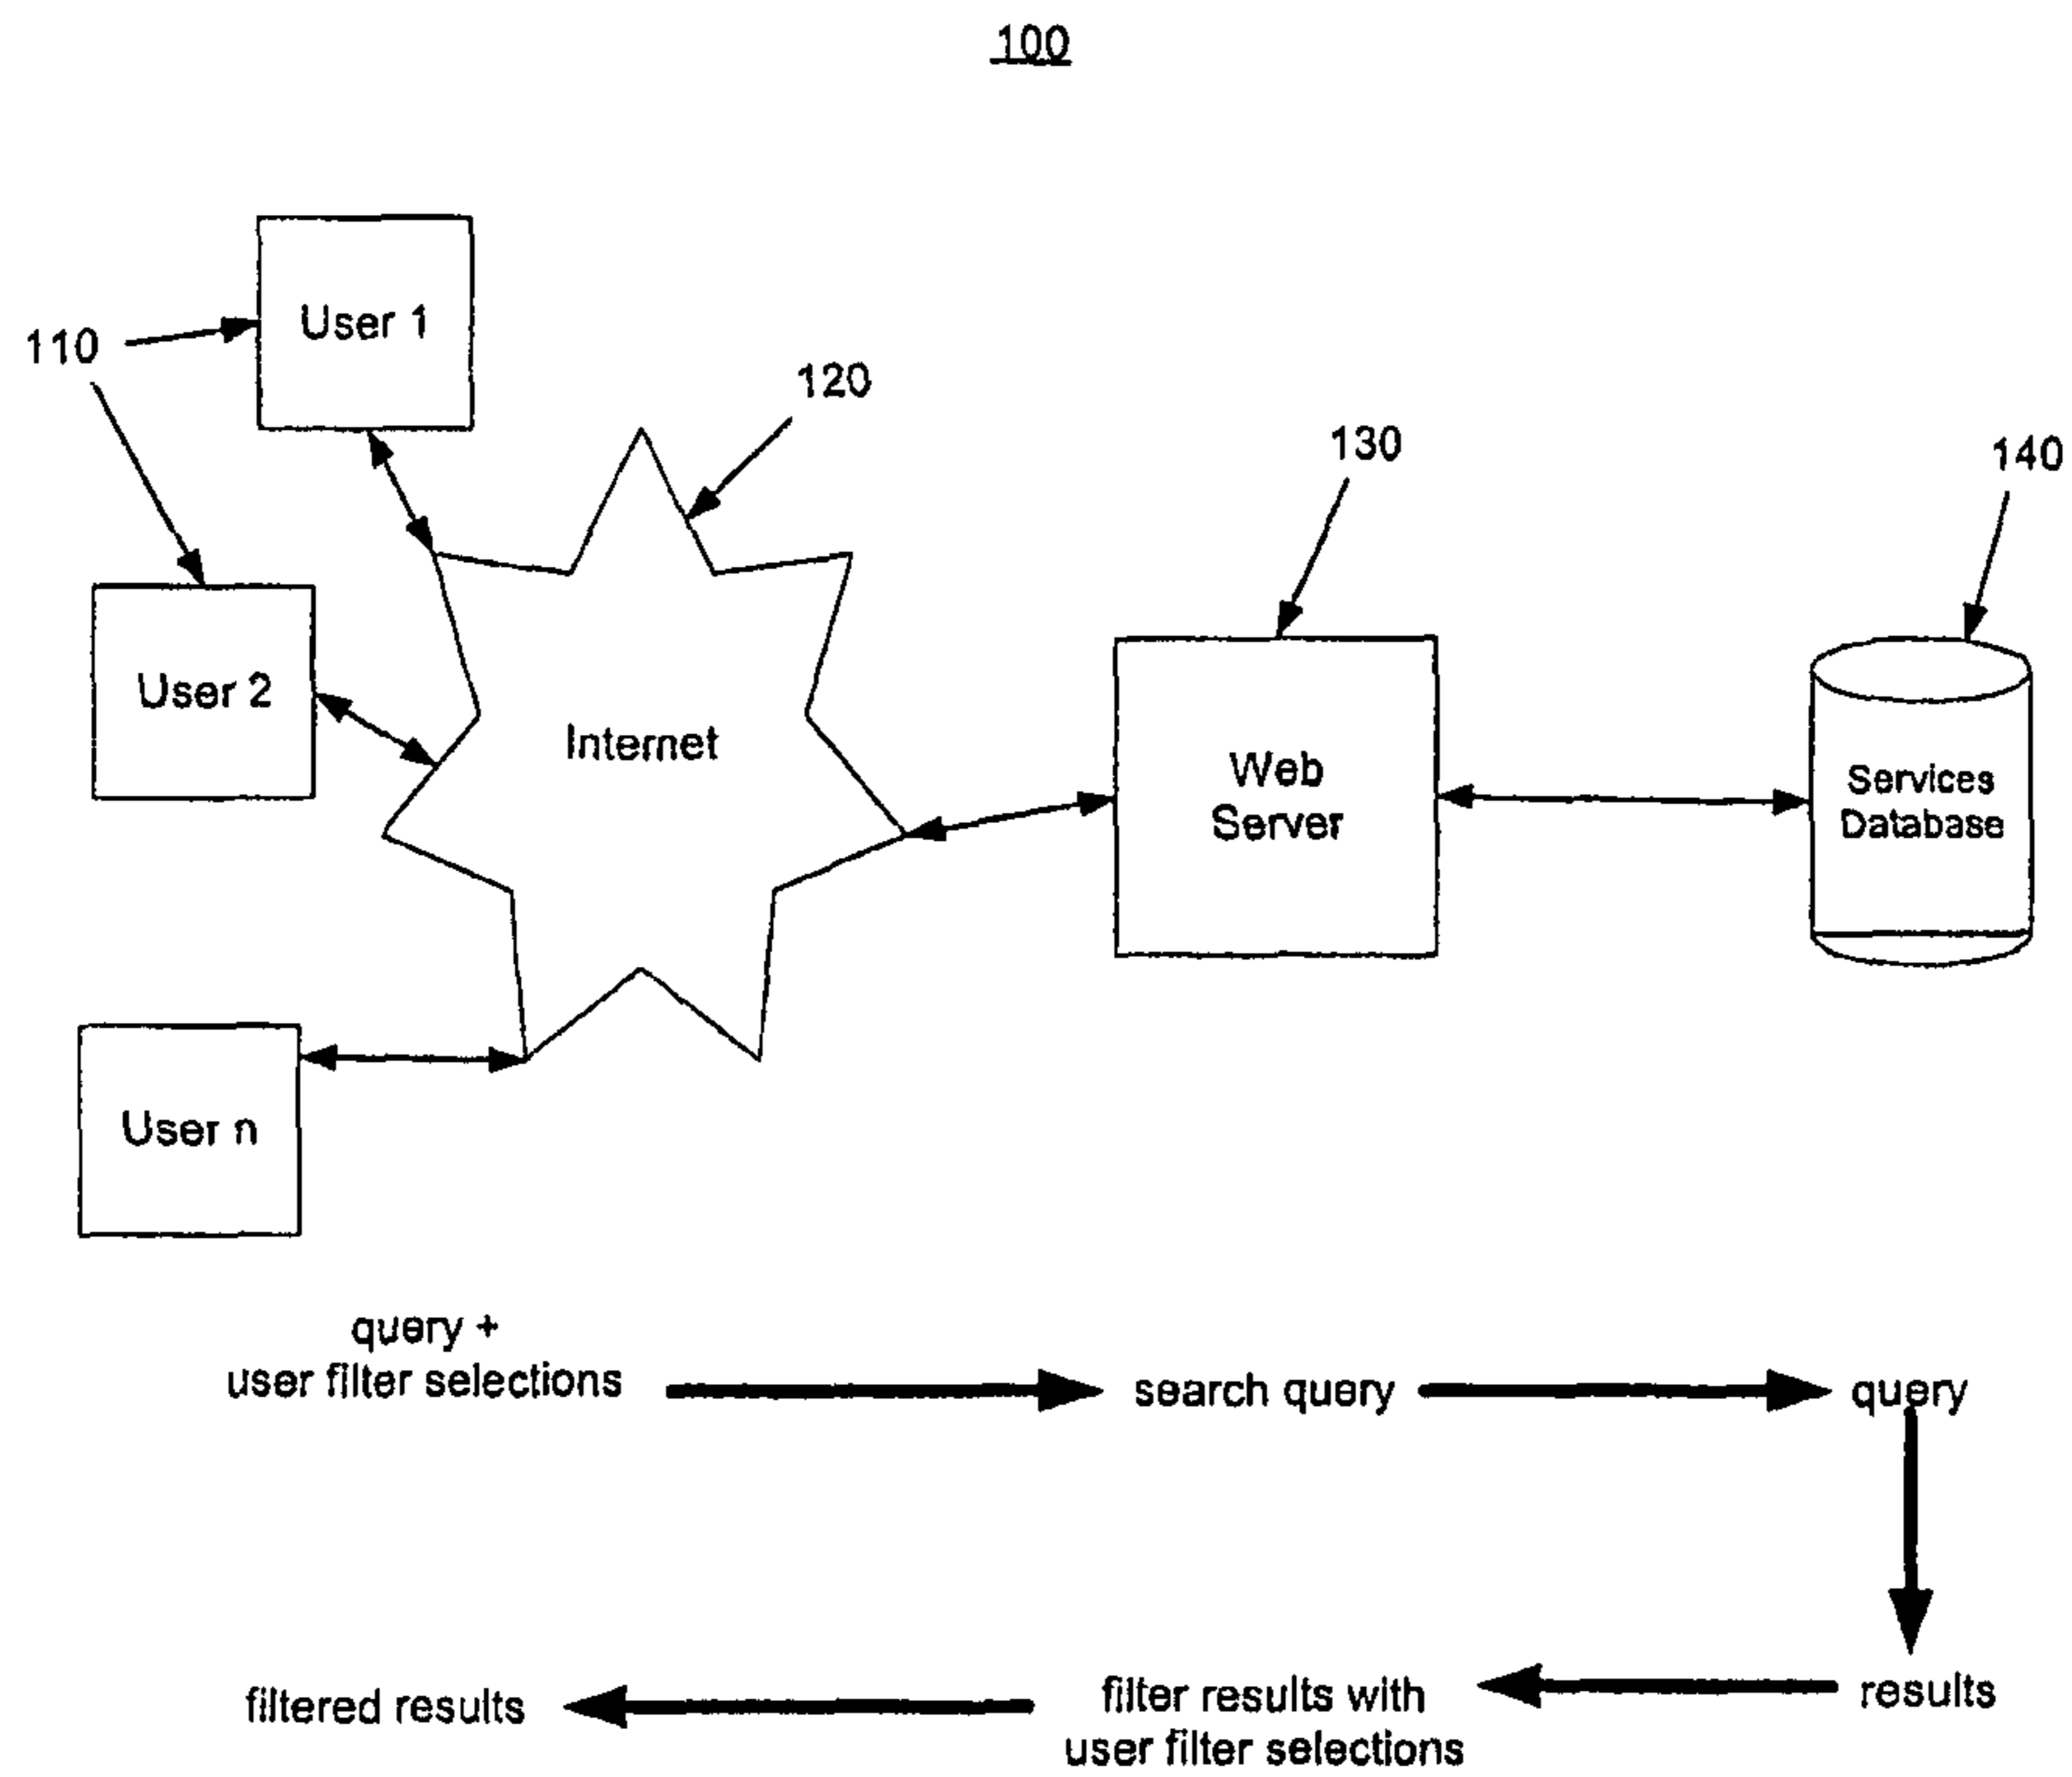 100
User 1
110
120
130
140
User 2
Internet
Web
Server
Services
Database
User n
query +
user filter selections
search query
query
filtered results
filter results with
user filter selections
results